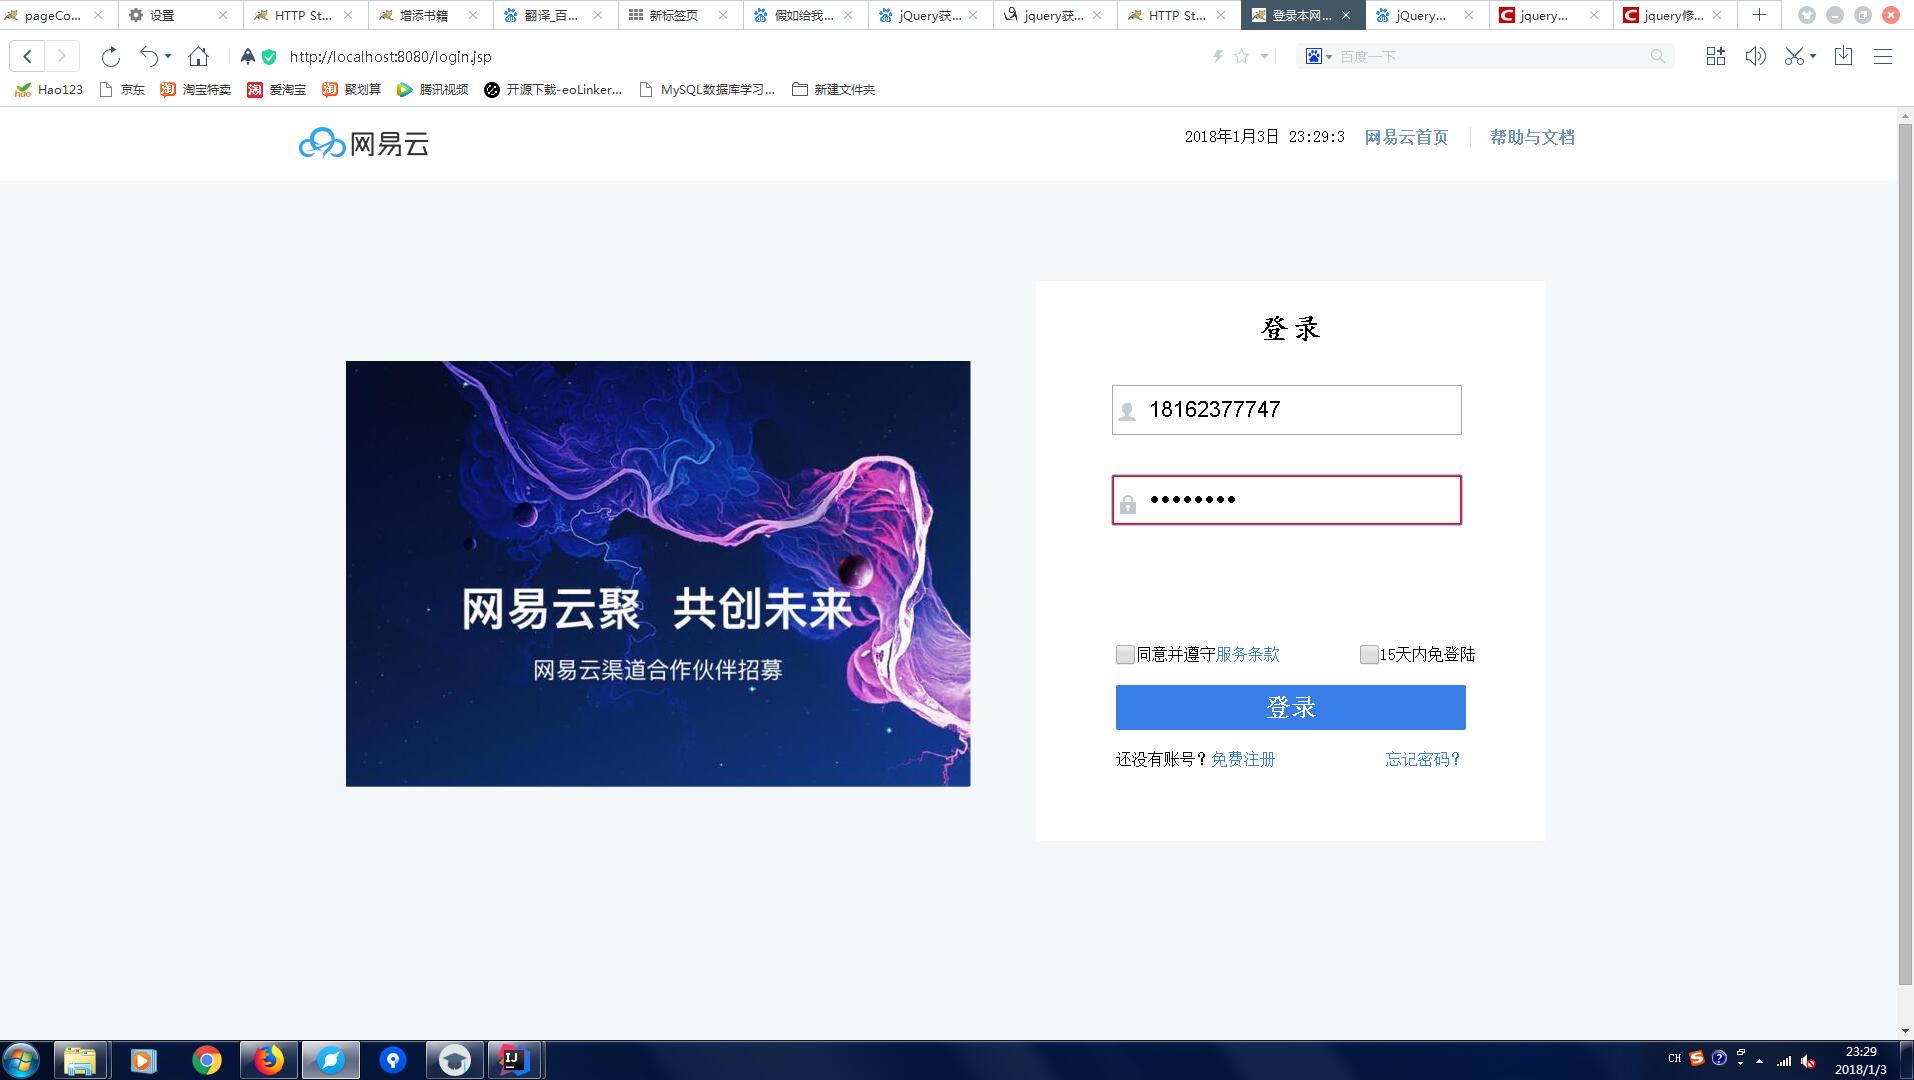 pageCo...
设置
HTTP St...
增添书籍
翻译_百...
新标签页
假如给我...
jQuery获...
jquery获...
HTTP St...
登录本网...
jQuery...
jquery...
jquery修...
http://localhost:8080/login.jsp
百度一下
Hao123
京东
淘 淘宝特卖
淘 爱淘宝
淘 聚划算
腾讯视频
开源下载-eoLinker...
MySQL数据库学习...
新建文件夹
网易云
2018年1月3日 23:29:3
网易云首页
帮助与文档
网易云聚 共创未来
网易云渠道合作伙伴招募
登 录
18162377747
••••••••
同意并遵守服务条款
15天内免登陆
登录
还没有账号？免费注册
忘记密码？
IJ
CH
S
23:29
2018/1/3